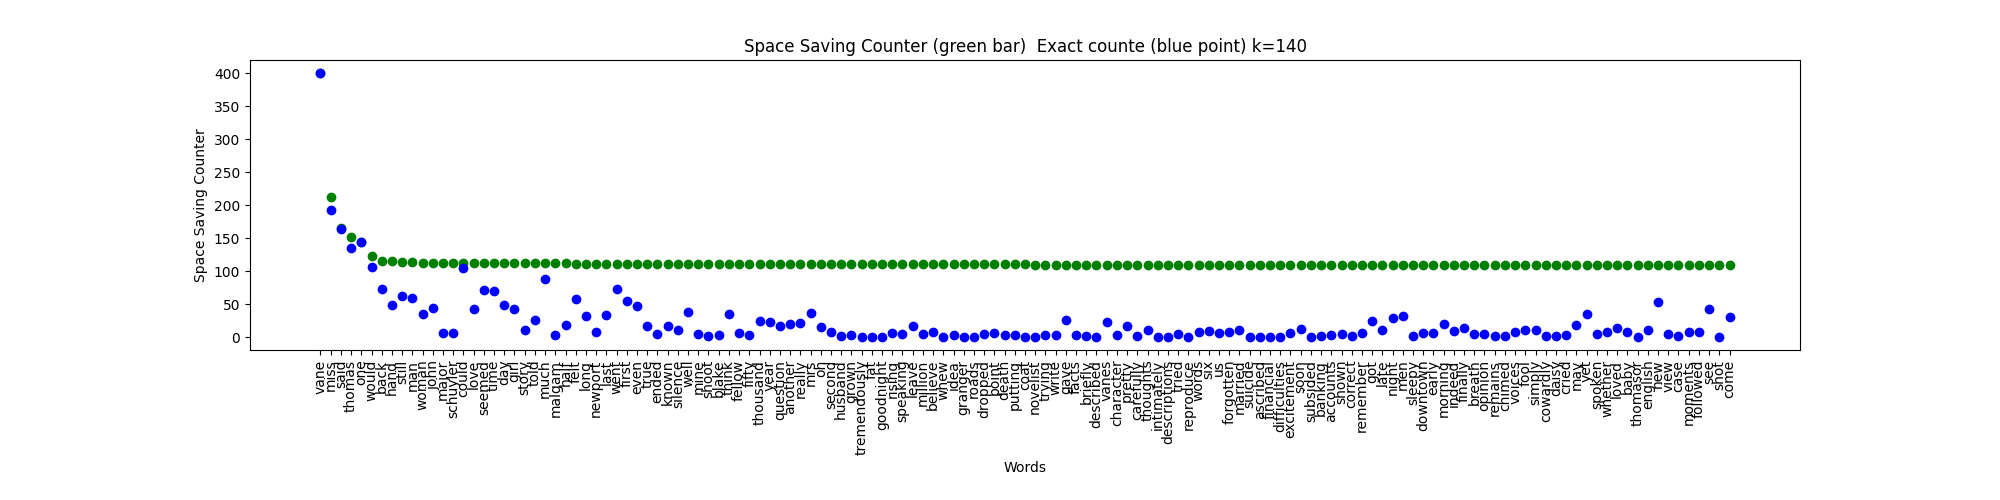 Space Saving Counter (green bar)  Exact counte (blue point) k=140
Space Saving Counter
400
350
300
250
200
150
100
50
0
vane
miss
said
thomas
one
would
back
hand
still
man
woman
john
major
schuyler
could
love
seemed
time
day
girl
story
told
much
malgam
half
felt
long
newport
last
went
first
even
true
ended
known
silence
well
mine
shoot
blake
think
fellow
fifty
thousand
year
question
another
really
mrs
oh
second
husband
grown
tremendously
fat
goodnight
rising
speaking
leave
million
believe
whew
idea
granger
roads
dropped
point
death
putting
coat
novelist
trying
write
gave
facts
briefly
described
vanes
character
pretty
carefully
thoughts
intimately
descriptions
tried
reproduce
words
six
us
forgotten
married
suicide
ascribed
financial
difficulties
excitement
soon
subsided
banking
accounts
shown
correct
remember
got
late
night
men
sleepy
downtown
early
morning
indeed
finally
breath
opinion
remains
chimed
voices
fool
simply
cowardly
daisy
cried
may
yet
spoken
whether
loved
baby
thomasor
english
new
view
case
moments
followed
see
shot
come
Words